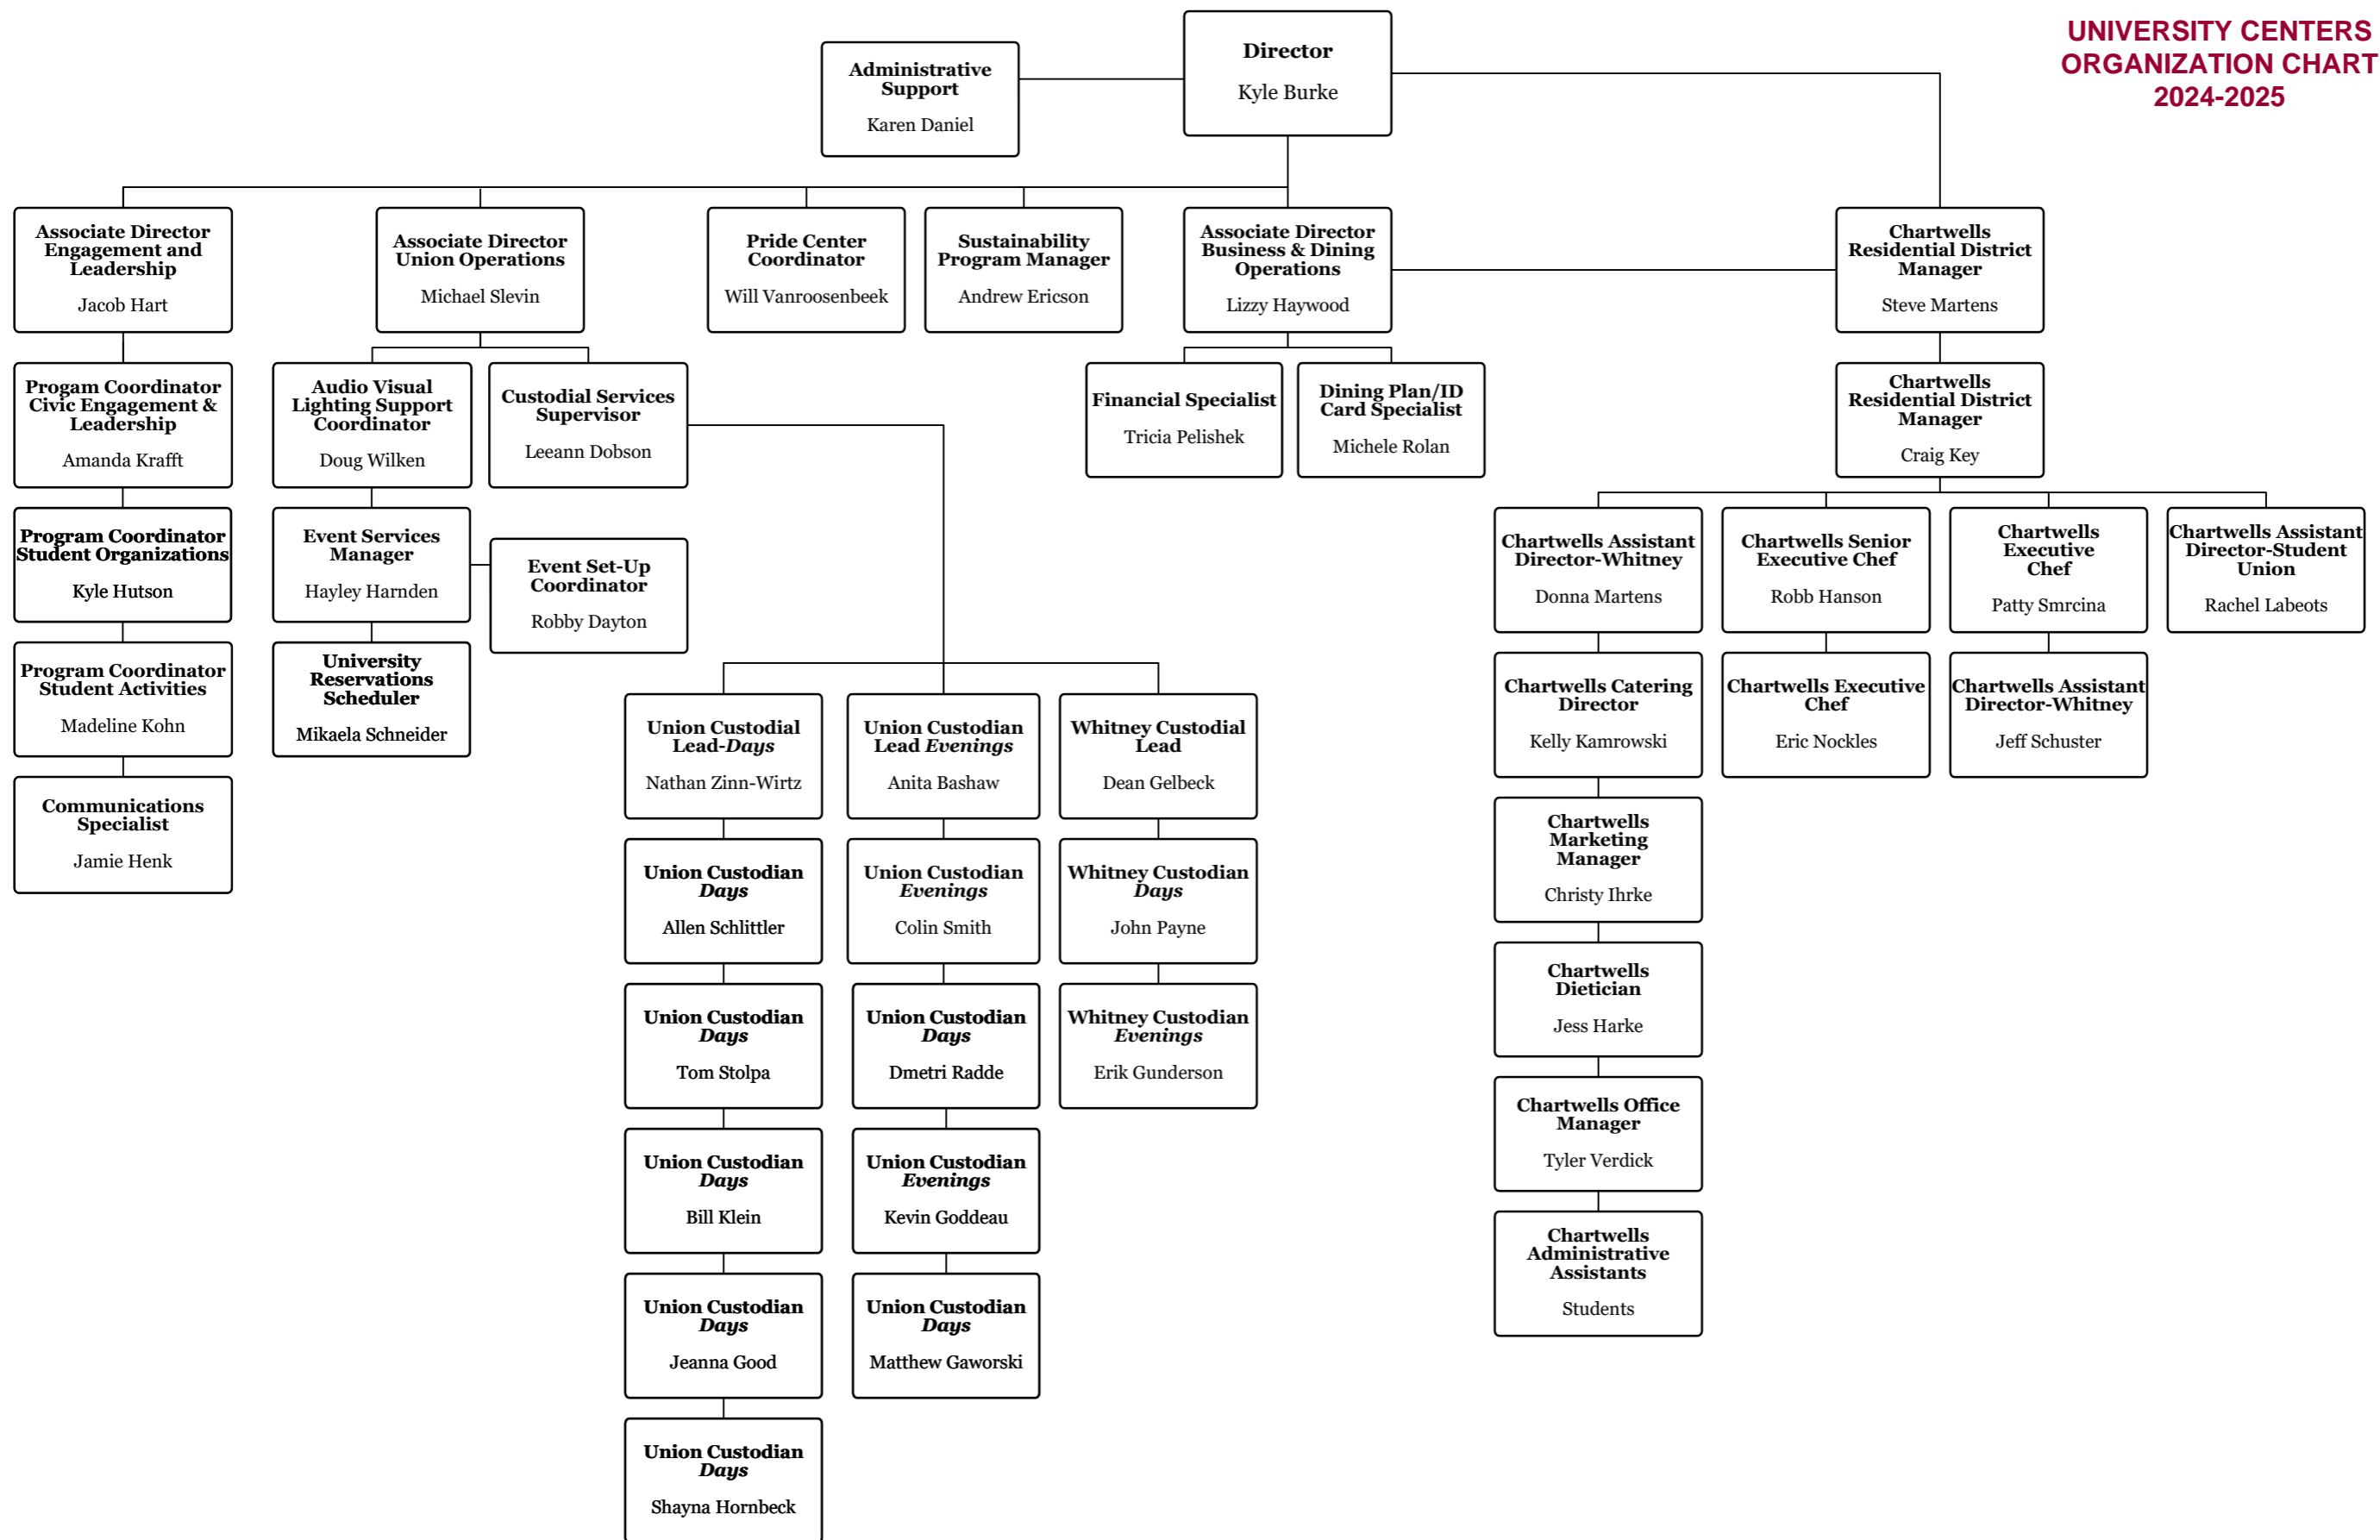 UNIVERSITY CENTERS
ORGANIZATION CHART
2024-2025
Director
Kyle Burke
Administrative
Support
Karen Daniel
Associate Director
Engagement and
Leadership
Jacob Hart
Associate Director
Union Operations
Michael Slevin
Pride Center
Coordinator
Will Vanroosenbeek
Sustainability
Program Manager
Andrew Ericson
Associate Director
Business & Dining
Operations
Lizzy Haywood
Chartwells
Residential District
Manager
Steve Martens
Progam Coordinator
Civic Engagement &
Leadership
Amanda Krafft
Audio Visual
Lighting Support
Coordinator
Doug Wilken
Custodial Services
Supervisor
Leeann Dobson
Financial Specialist
Tricia Pelishek
Dining Plan/ID
Card Specialist
Michele Rolan
Chartwells
Residential District
Manager
Craig Key
Program Coordinator
Student Organizations
Kyle Hutson
Event Services
Manager
Hayley Harnden
Event Set-Up
Coordinator
Robby Dayton
Chartwells Assistant
Director-Whitney
Donna Martens
Chartwells Senior
Executive Chef
Robb Hanson
Chartwells
Executive
Chef
Patty Smrcina
Chartwells Assistant
Director-Student
Union
Rachel Labeots
Program Coordinator
Student Activities
Madeline Kohn
University
Reservations
Scheduler
Mikaela Schneider
Union Custodial
Lead-Days
Nathan Zinn-Wirtz
Union Custodian
Lead Evenings
Anita Bashaw
Whitney Custodial
Lead
Dean Gelbeck
Chartwells Catering
Director
Kelly Kamrowski
Chartwells Executive
Chef
Eric Nockles
Chartwells Assistant
Director-Whitney
Jeff Schuster
Communications
Specialist
Jamie Henk
Union Custodian
Days
Allen Schlittler
Union Custodian
Evenings
Colin Smith
Whitney Custodian
Days
John Payne
Chartwells
Marketing
Manager
Christy Ihrke
Union Custodian
Days
Tom Stolpa
Union Custodian
Days
Dmetri Radde
Whitney Custodian
Evenings
Erik Gunderson
Chartwells
Dietician
Jess Harke
Union Custodian
Days
Bill Klein
Union Custodian
Evenings
Kevin Goddeau
Chartwells Office
Manager
Tyler Verdick
Union Custodian
Days
Jeanna Good
Union Custodian
Days
Matthew Gaworski
Chartwells
Administrative
Assistants
Students
Union Custodian
Days
Shayna Hornbeck